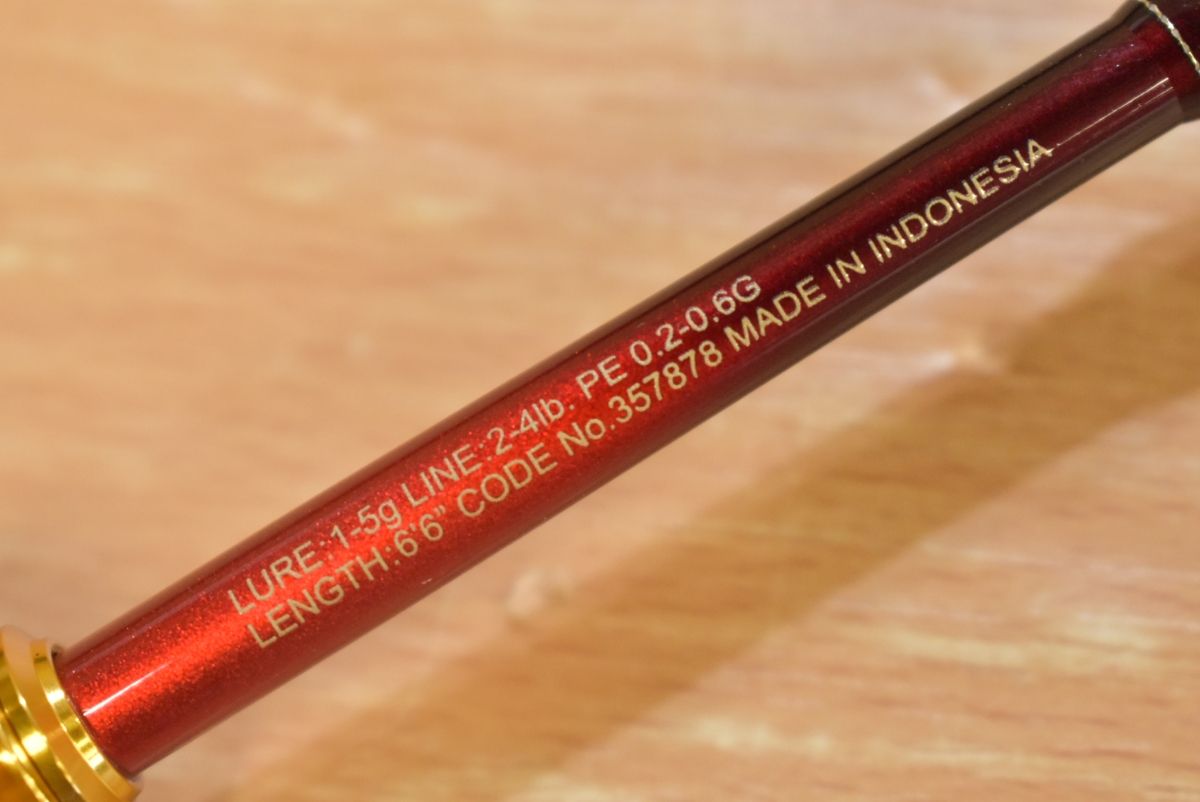 LURE:1-5g LINE:2-4lb. PE 0.2-0.6G
LENGTH:6'6” CODE No.357878 MADE IN INDONESIA